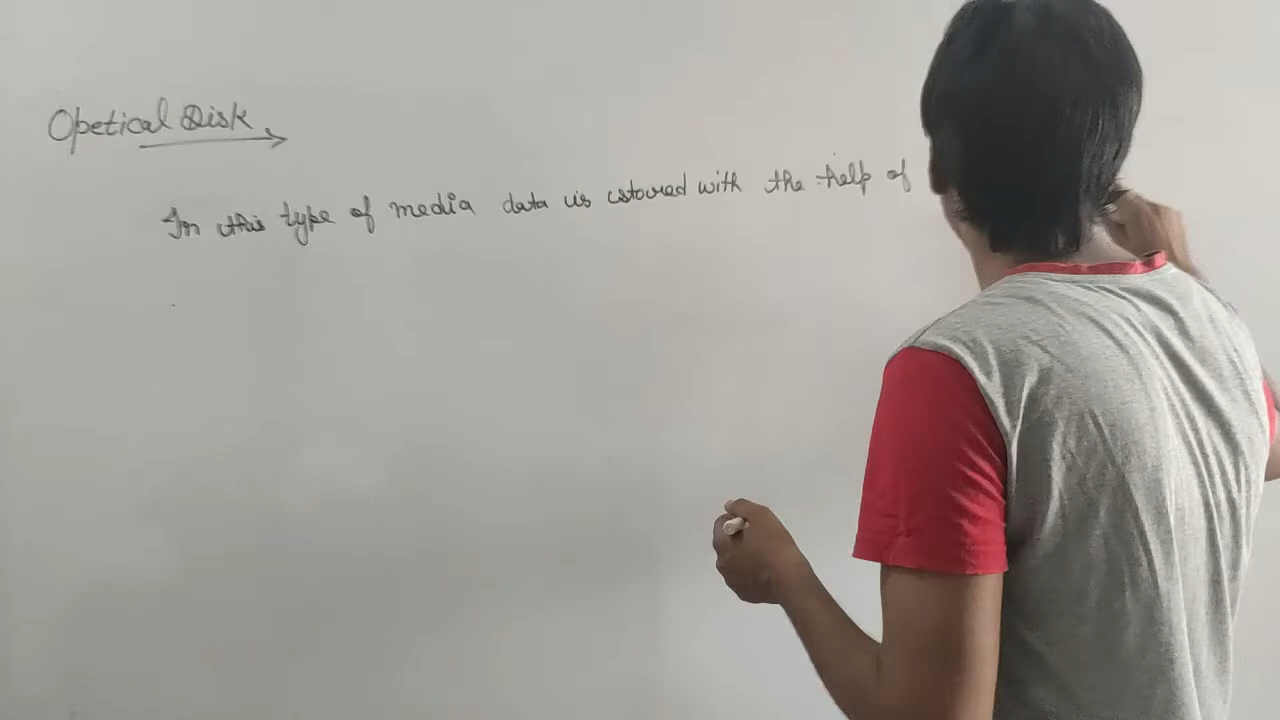 Opetical Disk
In this type of media data is stored with the help of